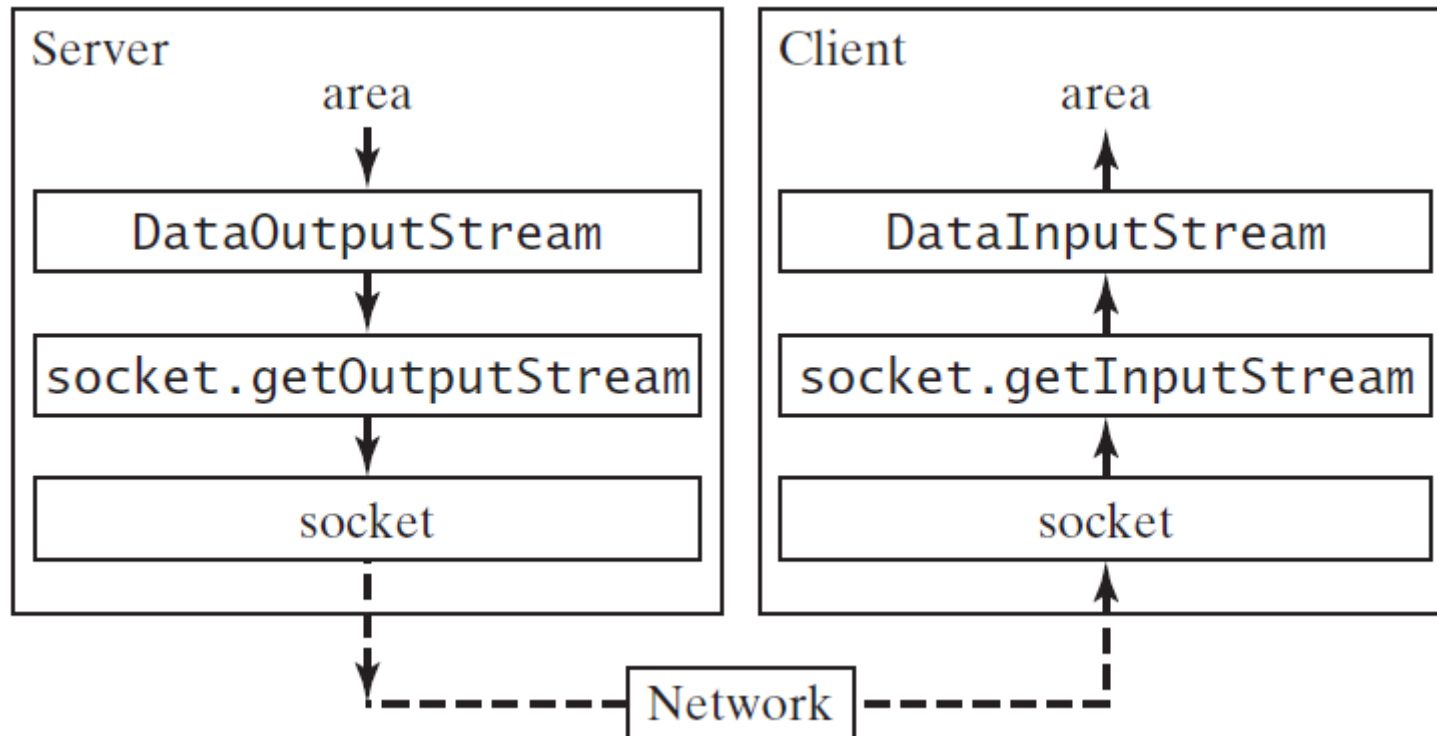 Server
area
DataOutputStream
socket.getOutputStream
socket
Client
area
DataInputStream
socket.getInputStream
socket
Network